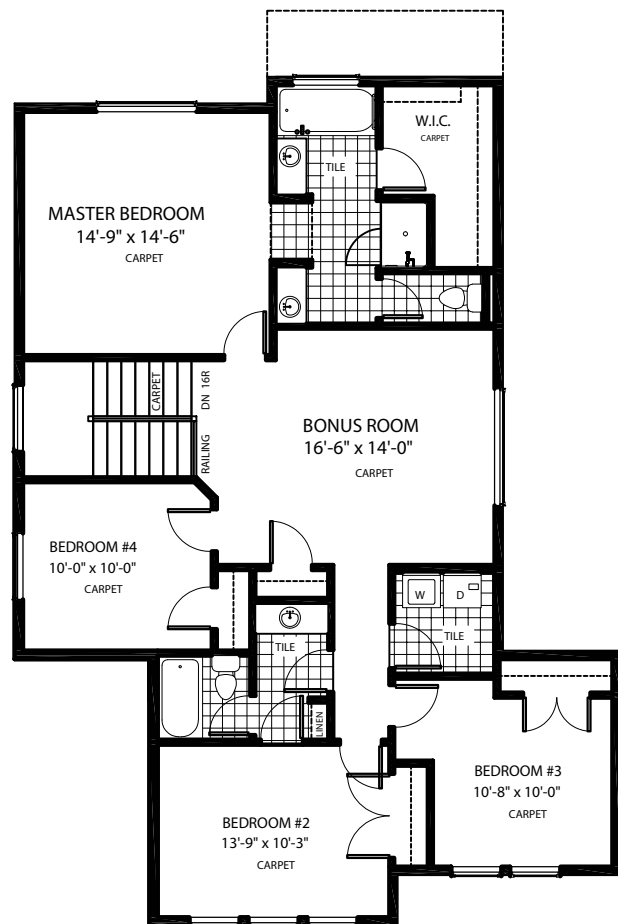 W.I.C.
CARPET
TILE
MASTER BEDROOM
14'-9" x 14'-6"
CARPET
CARPET
DN 16R
RAILING
BONUS ROOM
16'-6" x 14'-0"
CARPET
BEDROOM #4
10'-0" x 10'-0"
CARPET
W
D
TILE
TILE
LINEN
BEDROOM #3
10'-8" x 10'-0"
CARPET
BEDROOM #2
13'-9" x 10'-3"
CARPET